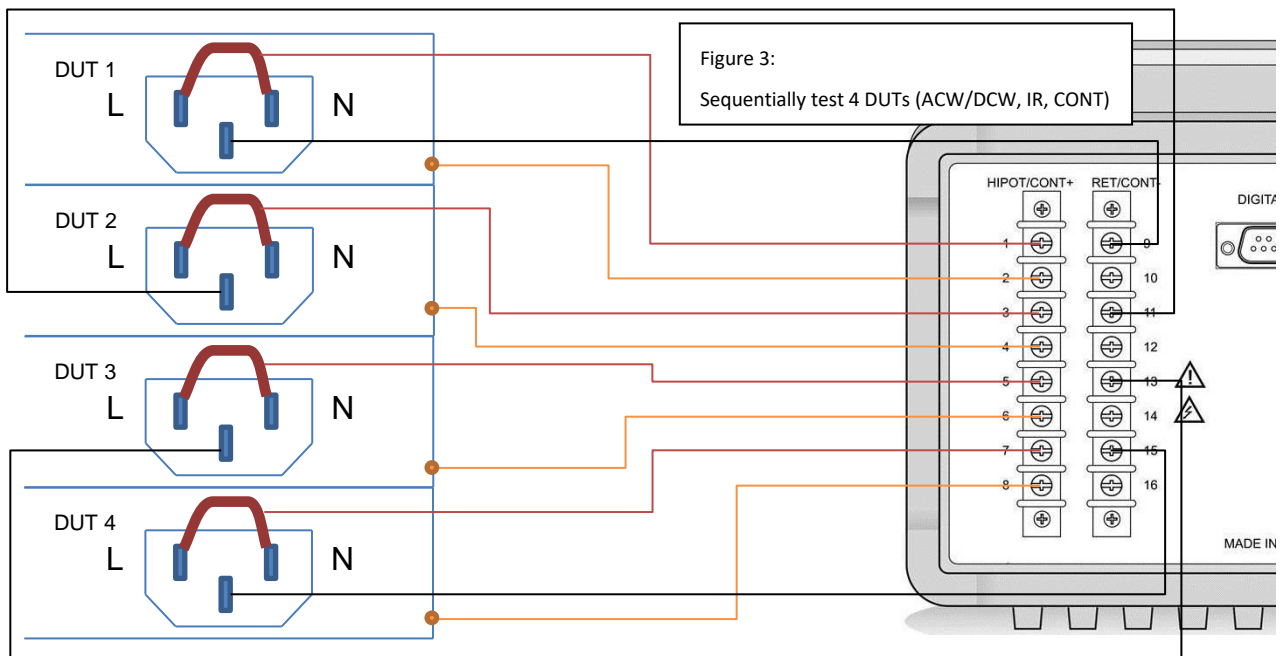 Figure 3:
Sequentially test 4 DUTs (ACW/DCW, IR, CONT)
DUT 1
L N
DUT 2
L N
DUT 3
L N
DUT 4
L N
HIPOT/CONT+ RET/CONT-
DIGITA
1 9
2 10
3 11
4 12
5 13
6 14
7 15
8 16
MADE IN